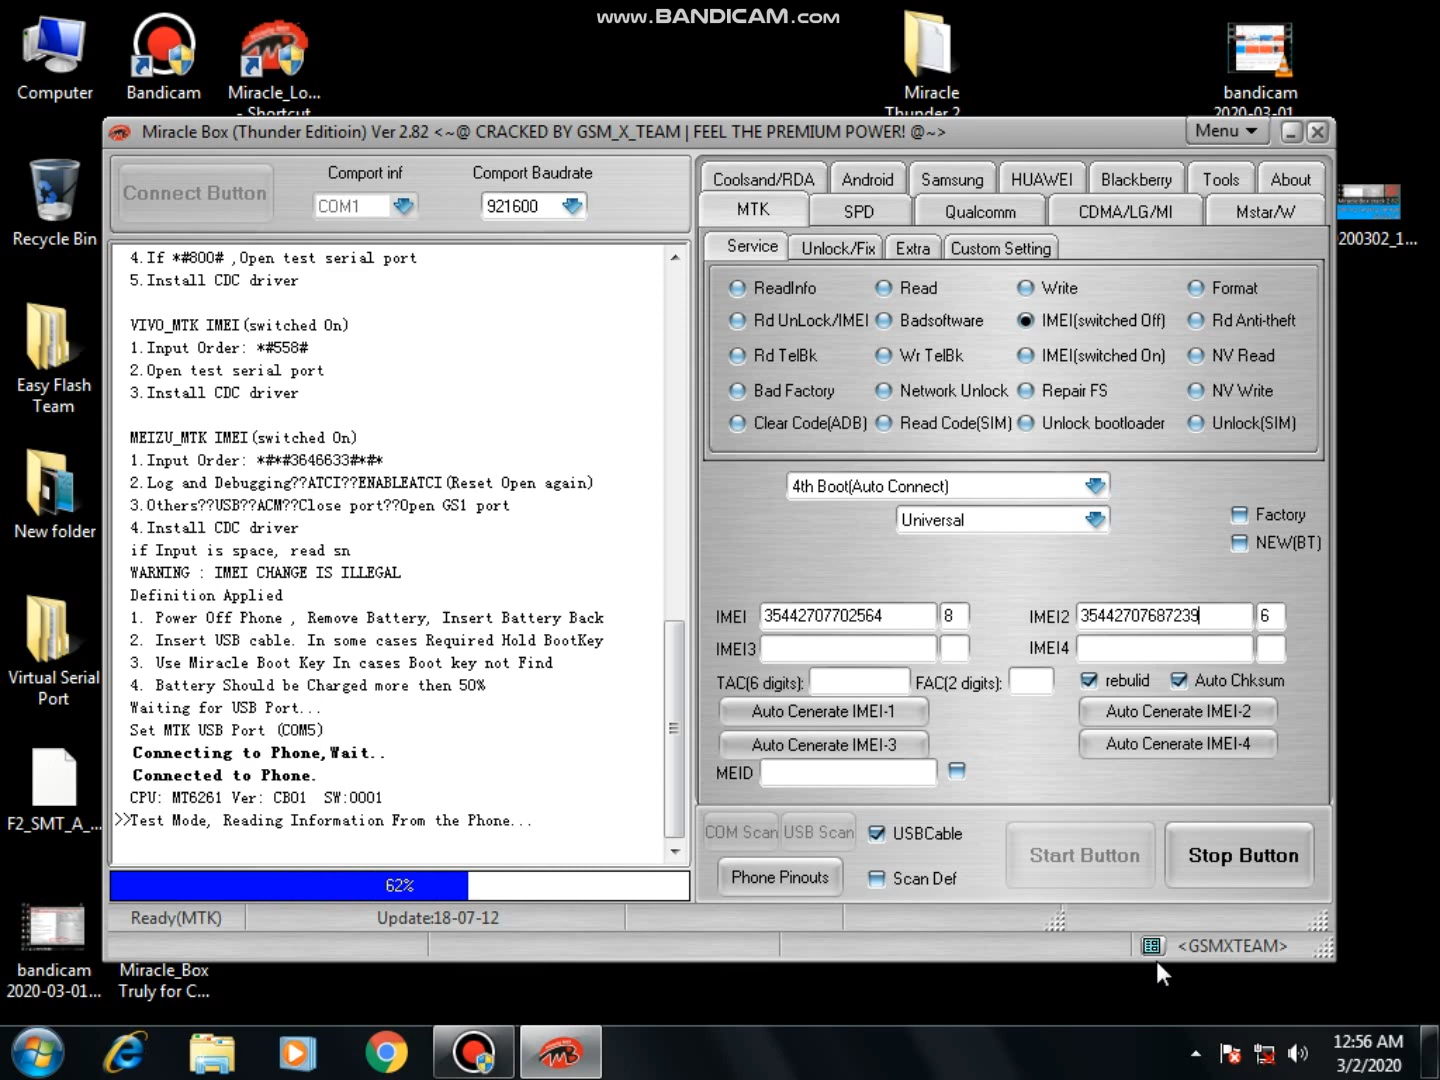 www.BANDICAM.com
Computer
Bandicam
Miracle_Lo...
- Shortcut
Miracle
Thunder 2
bandicam
2020-03-01
Recycle Bin
Easy Flash
Team
New folder
Virtual Serial
Port
F2_SMT_A_...
bandicam
2020-03-01...
Miracle_Box
Truly for C...
200302_1...
Miracle Box (Thunder Editioin) Ver 2.82 <~@ CRACKED BY GSM_X_TEAM | FEEL THE PREMIUM POWER! @~>
Menu
Connect Button
Comport inf
COM1
Comport Baudrate
921600
4.If *#800# ,Open test serial port
5.Install CDC driver
VIVO_MTK IMEI(switched On)
1.Input Order: *#558#
2.Open test serial port
3.Install CDC driver
MEIZU_MTK IMEI(switched On)
1.Input Order: *#*#3646633#*#*
2.Log and Debugging??ATCI??ENABLEATCI(Reset Open again)
3.Others??USB??ACM??Close port??Open GS1 port
4.Install CDC driver
if Input is space, read sn
WARNING : IMEI CHANGE IS ILLEGAL
Definition Applied
1. Power Off Phone , Remove Battery, Insert Battery Back
2. Insert USB cable. In some cases Required Hold BootKey
3. Use Miracle Boot Key In cases Boot key not Find
4. Battery Should be Charged more then 50%
Waiting for USB Port...
Set MTK USB Port (COM5)
Connecting to Phone,Wait..
Connected to Phone.
CPU: MT6261 Ver: CB01 SW:0001
>>Test Mode, Reading Information From the Phone...
62%
Ready(MTK)
Update:18-07-12
Coolsand/RDA Android Samsung HUAWEI Blackberry Tools About
MTK SPD Qualcomm CDMA/LG/MI Mstar/W
Service Unlock/Fix Extra Custom Setting
ReadInfo Read Write Format
Rd UnLock/IMEI Badsoftware IMEI(switched Off) Rd Anti-theft
Rd TelBk Wr TelBk IMEI(switched On) NV Read
Bad Factory Network Unlock Repair FS NV Write
Clear Code(ADB) Read Code(SIM) Unlock bootloader Unlock(SIM)
4th Boot(Auto Connect)
Universal
Factory
NEW(BT)
IMEI 35442707702564 8 IMEI2 35442707687239 6
IMEI3 IMEI4
TAC(6 digits): FAC(2 digits): rebulid Auto Chksum
Auto Cenerate IMEI-1 Auto Cenerate IMEI-2
Auto Cenerate IMEI-3 Auto Cenerate IMEI-4
MEID
COM Scan USB Scan USBCable
Phone Pinouts Scan Def
Start Button Stop Button
<GSMXTEAM>
12:56 AM
3/2/2020